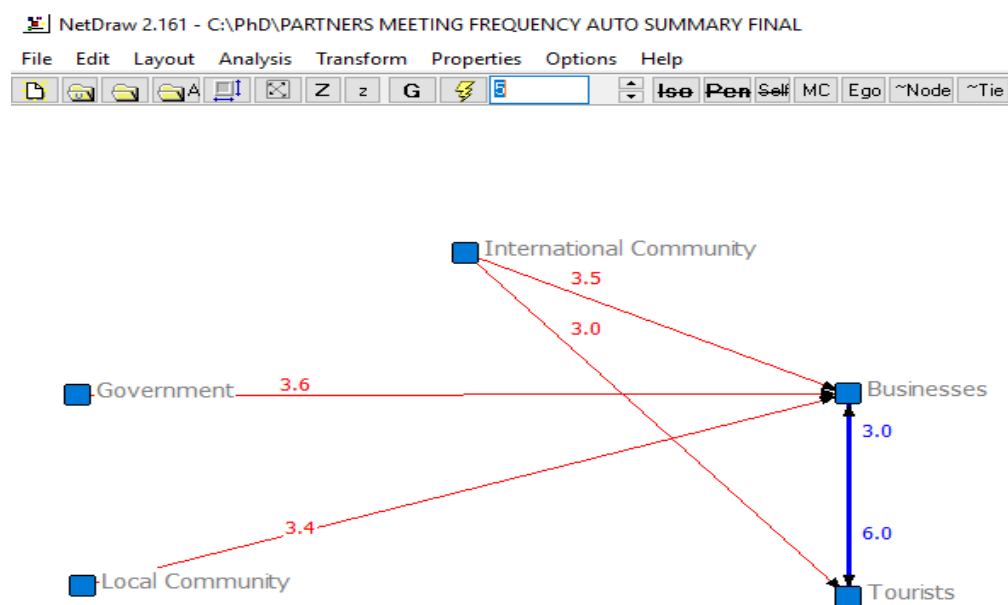 NetDraw 2.161 - C:\PhD\PARTNERS MEETING FREQUENCY AUTO SUMMARY FINAL
File Edit Layout Analysis Transform Properties Options Help
A Z z G 5 Iso Pen Self MC Ego ~Node ~Tie
International Community
3.5
3.0
Government 3.6 Businesses
3.0
3.4
6.0
Local Community
Tourists